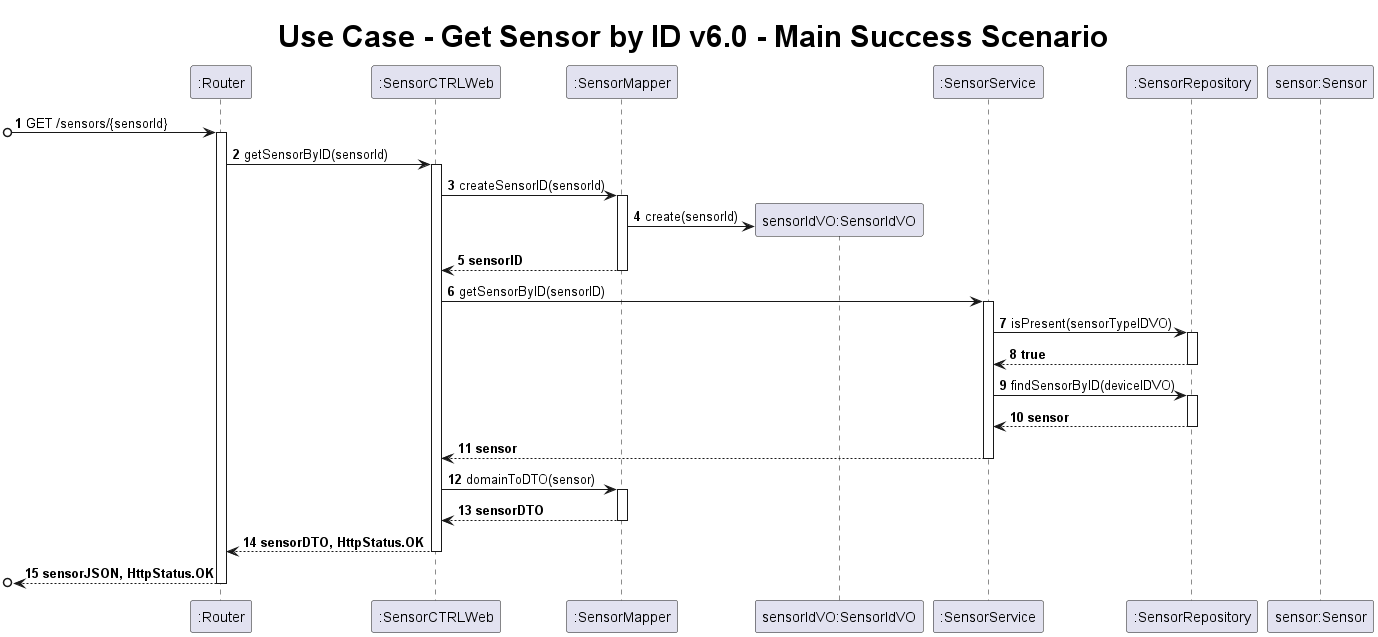 Use Case - Get Sensor by ID v6.0 - Main Success Scenario
:Router :SensorCTRLWeb :SensorMapper :SensorService :SensorRepository sensor:Sensor
1 GET /sensors/{sensorId}
2 getSensorByID(sensorId)
3 createSensorID(sensorId)
4 create(sensorId)
sensorIdVO:SensorIdVO
5 sensorID
6 getSensorByID(sensorID)
7 isPresent(sensorTypeIDVO)
8 true
9 findSensorByID(deviceIDVO)
10 sensor
11 sensor
12 domainToDTO(sensor)
13 sensorDTO
14 sensorDTO, HttpStatus.OK
15 sensorJSON, HttpStatus.OK
:Router :SensorCTRLWeb :SensorMapper sensorIdVO:SensorIdVO :SensorService :SensorRepository sensor:Sensor